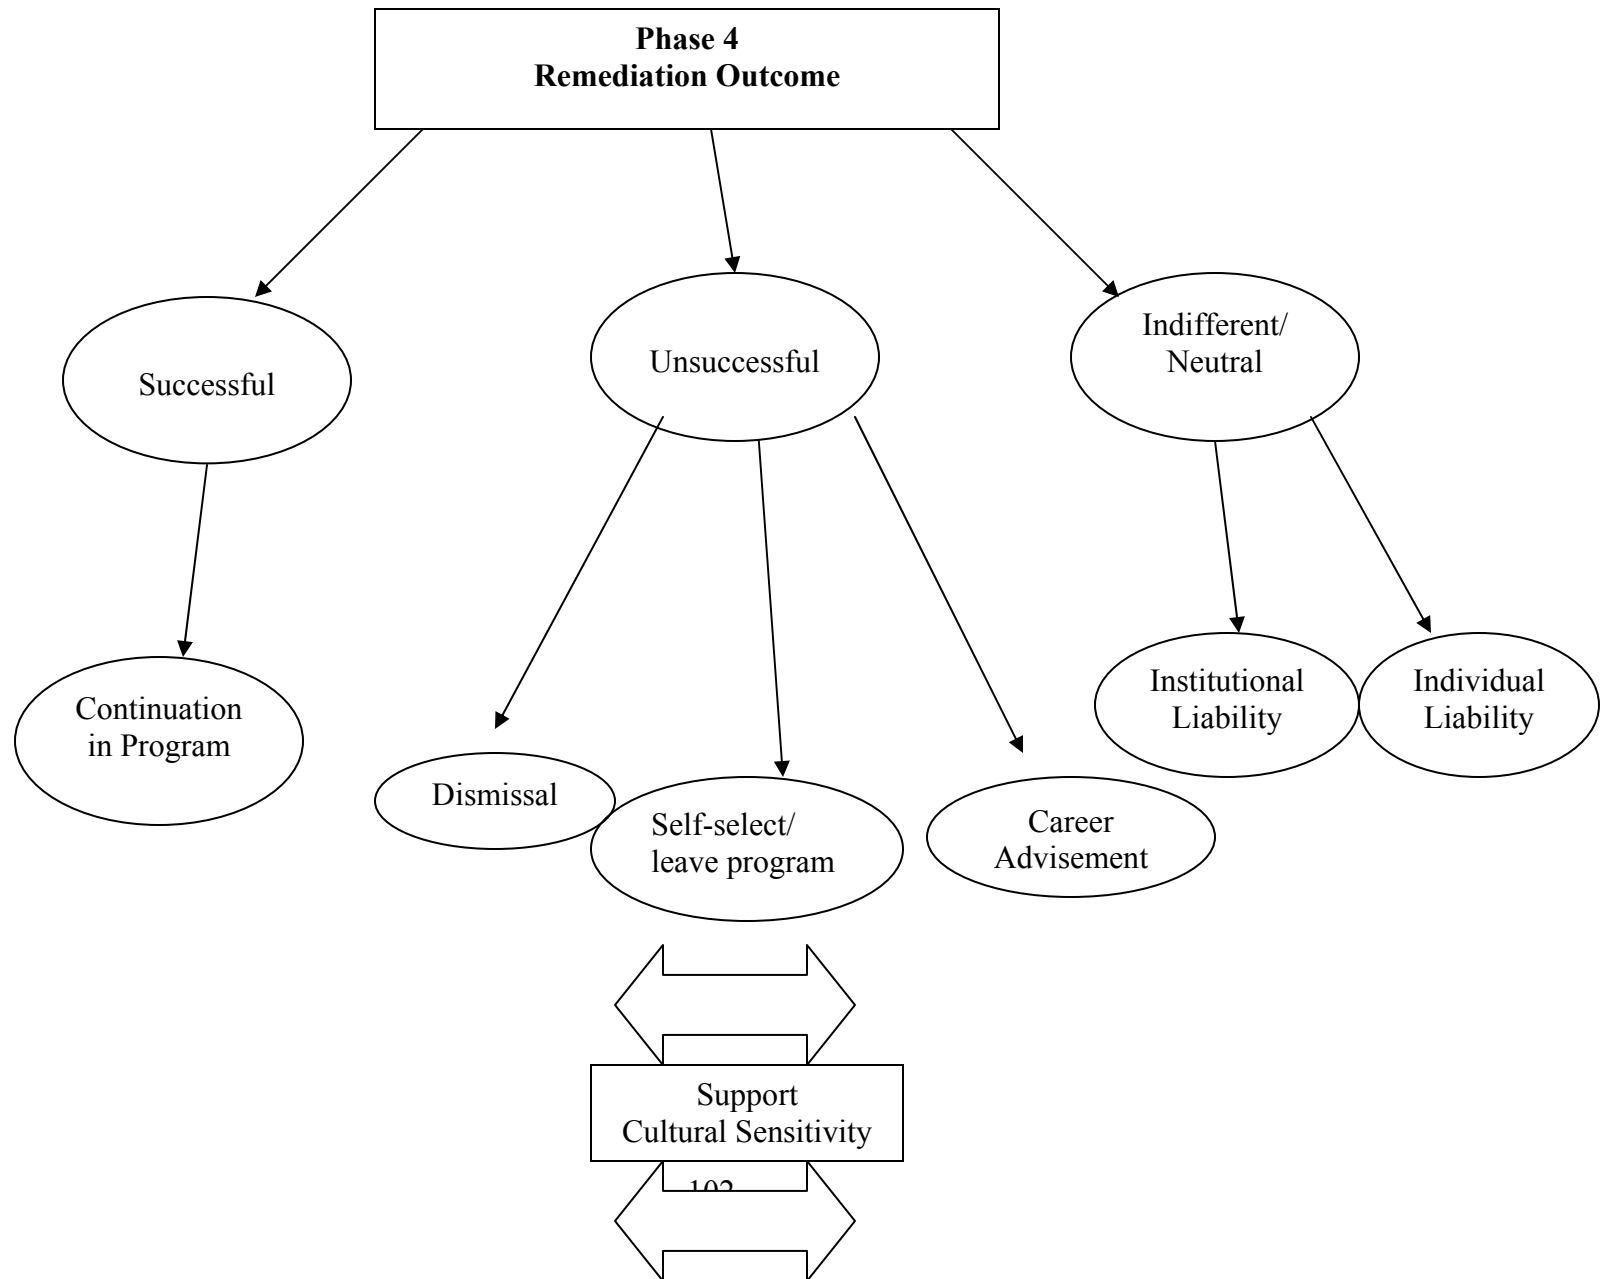 Phase 4
Remediation Outcome
Successful
Unsuccessful
Indifferent/
Neutral
Continuation
in Program
Dismissal
Self-select/
leave program
Career
Advisement
Institutional
Liability
Individual
Liability
Support
Cultural Sensitivity